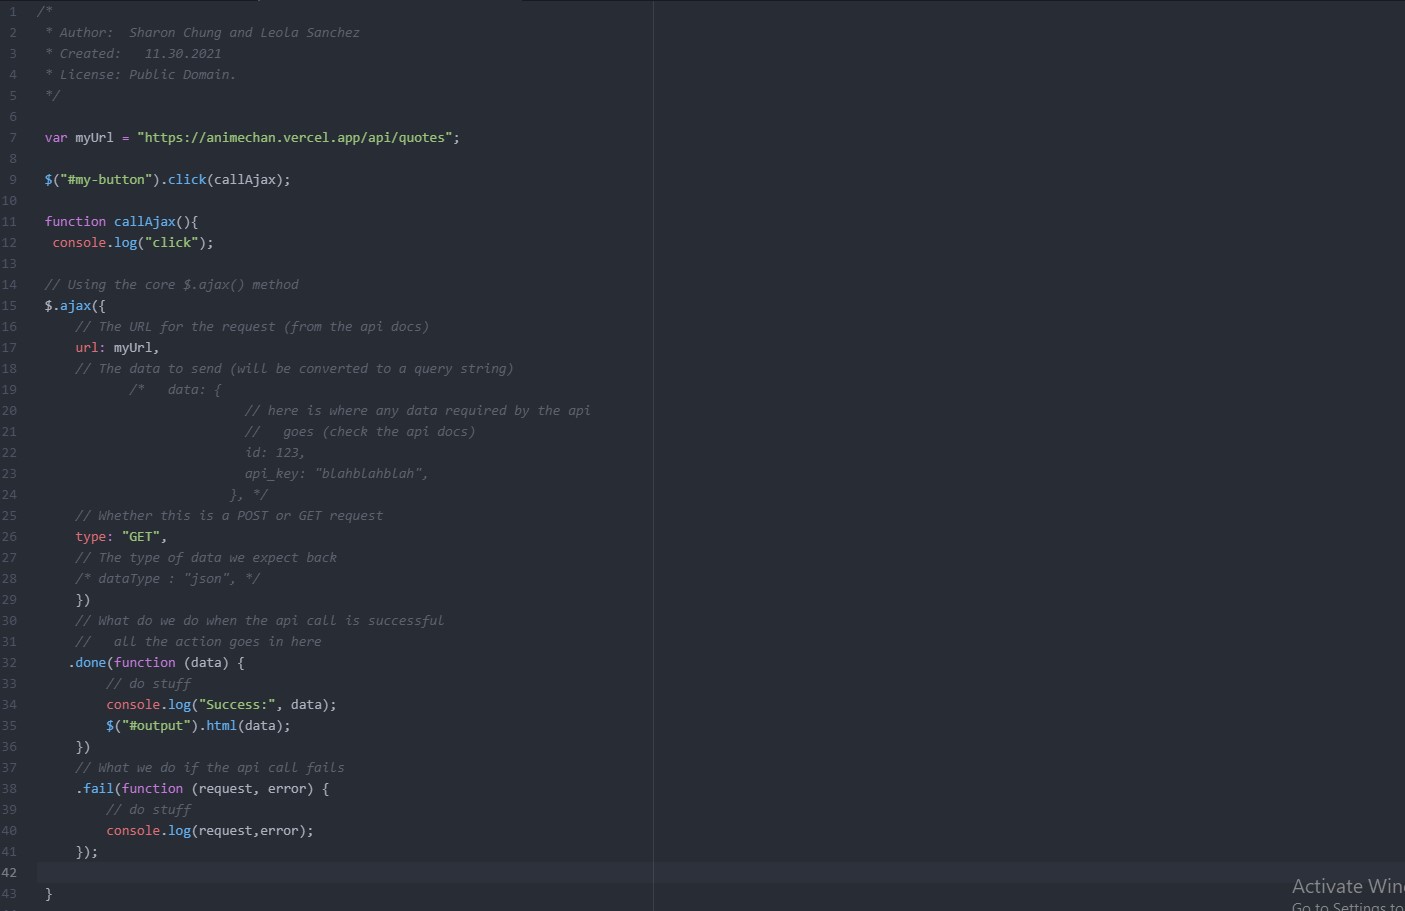 1 /*
2 * Author:  Sharon Chung and Leola Sanchez
3 * Created:   11.30.2021
4 * License: Public Domain.
5 */
6
7 var myUrl = "https://animechan.vercel.app/api/quotes";
8
9 $("#my-button").click(callAjax);
10
11 function callAjax(){
12 console.log("click");
13
14 // Using the core $.ajax() method
15 $.ajax({
16 // The URL for the request (from the api docs)
17 url: myUrl,
18 // The data to send (will be converted to a query string)
19 /*   data: {
20 // here is where any data required by the api
21 //   goes (check the api docs)
22 id: 123,
23 api_key: "blahblahblah",
24 }, */
25 // Whether this is a POST or GET request
26 type: "GET",
27 // The type of data we expect back
28 /* dataType : "json", */
29 })
30 // What do we do when the api call is successful
31 //   all the action goes in here
32 .done(function (data) {
33 // do stuff
34 console.log("Success:", data);
35 $("#output").html(data);
36 })
37 // What we do if the api call fails
38 .fail(function (request, error) {
39 // do stuff
40 console.log(request,error);
41 });
42
43 }
Activate Win
Go to Settings to